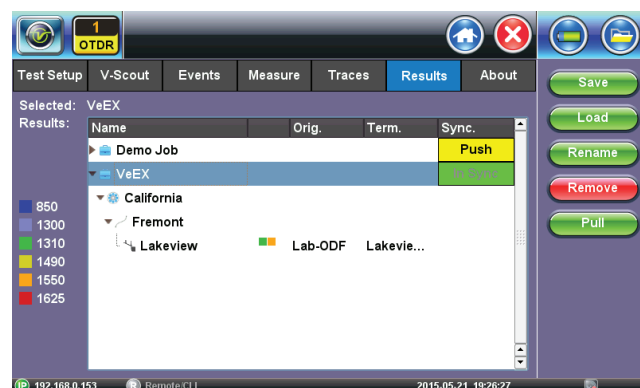 1
OTDR
Test Setup V-Scout Events Measure Traces Results About
Selected: VeEX
Results:
Name Orig. Term. Sync.
Demo Job Push
VeEX In Sync
California
Fremont
Lakeview Lab-ODF Lakevie...
850
1300
1310
1490
1550
1625
Save
Load
Rename
Remove
Pull
IP 192.168.0.153 R Remote/CLI 2015.05.21 19:26:27